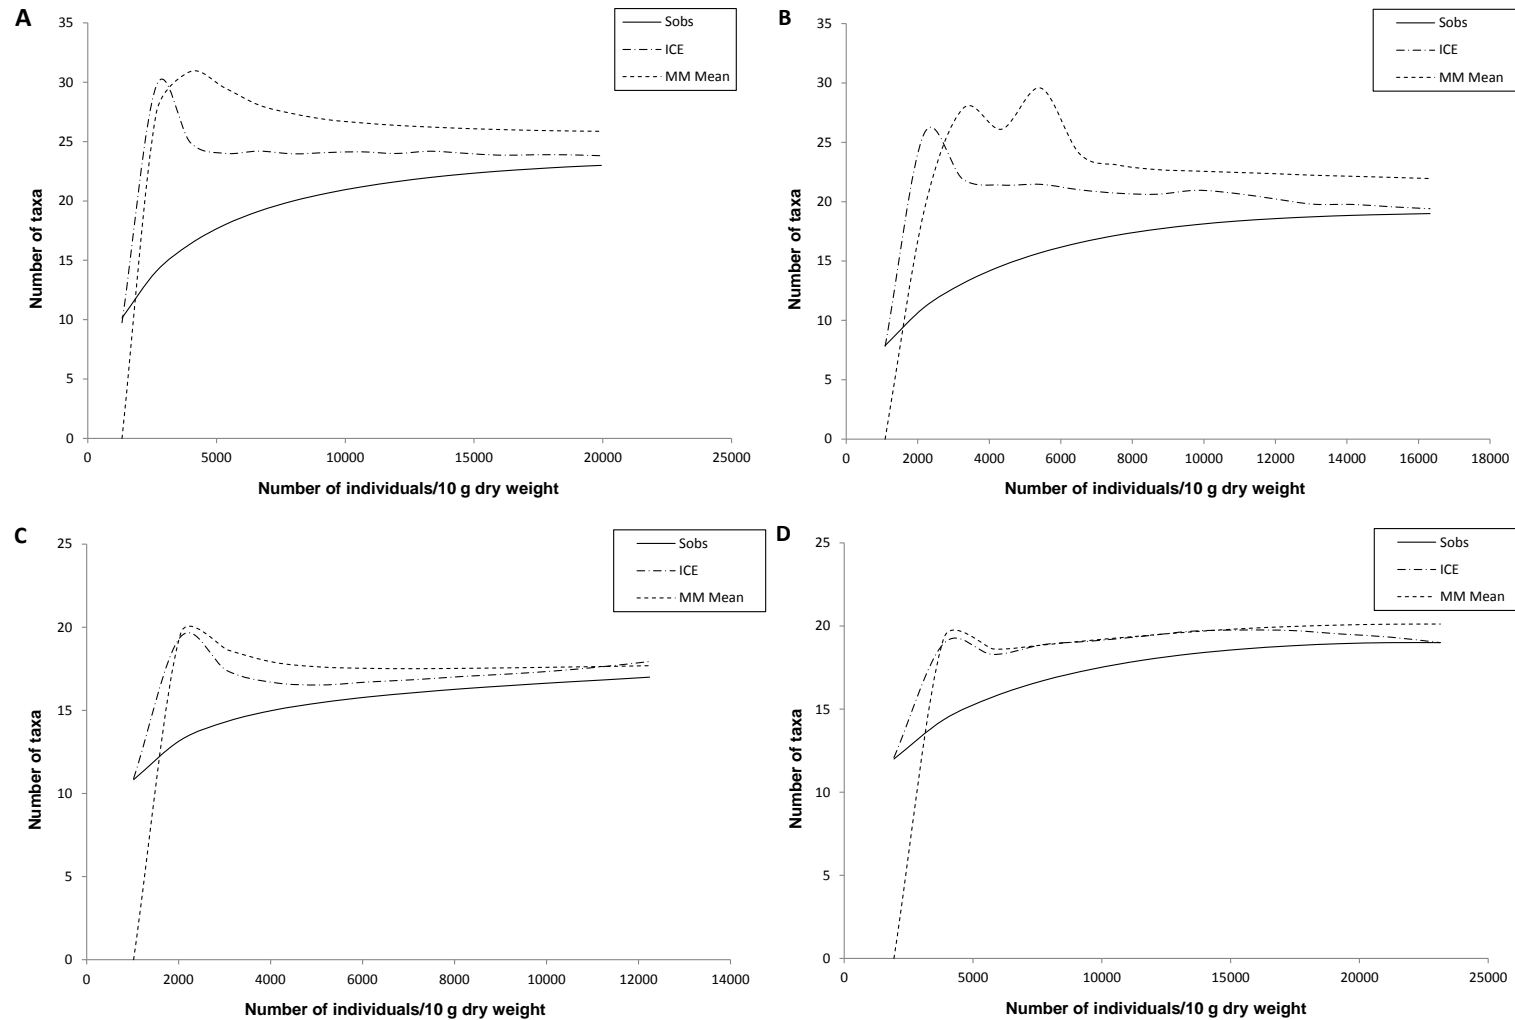 A
35
30
25
20
15
10
5
0
Number of taxa
0 5000 10000 15000 20000 25000
Number of individuals/10 g dry weight
Sobs
ICE
MM Mean
B
35
30
25
20
15
10
5
0
Number of taxa
0 2000 4000 6000 8000 10000 12000 14000 16000 18000
Number of individuals/10 g dry weight
Sobs
ICE
MM Mean
C
25
20
15
10
5
0
Number of taxa
0 2000 4000 6000 8000 10000 12000 14000
Number of individuals/10 g dry weight
Sobs
ICE
MM Mean
D
25
20
15
10
5
0
Number of taxa
0 5000 10000 15000 20000 25000
Number of individuals/10 g dry weight
Sobs
ICE
MM Mean